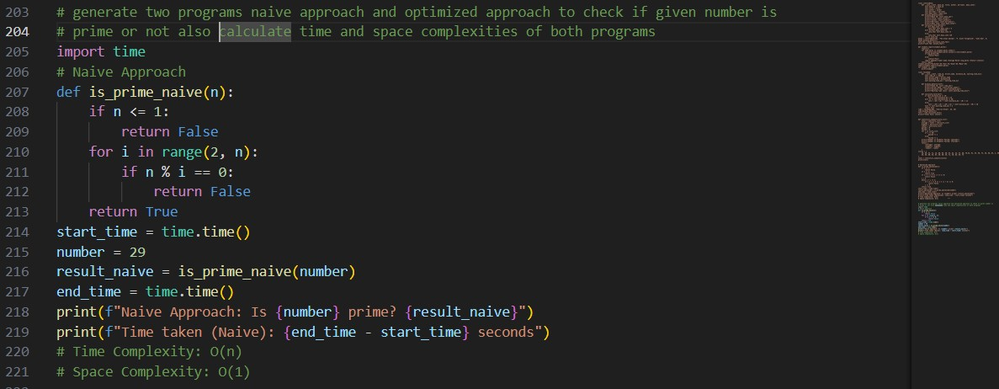 203 # generate two programs naive approach and optimized approach to check if given number is
204 # prime or not also calculate time and space complexities of both programs
205 import time
206 # Naive Approach
207 def is_prime_naive(n):
208     if n <= 1:
209         return False
210     for i in range(2, n):
211         if n % i == 0:
212             return False
213     return True
214 start_time = time.time()
215 number = 29
216 result_naive = is_prime_naive(number)
217 end_time = time.time()
218 print(f"Naive Approach: Is {number} prime? {result_naive}")
219 print(f"Time taken (Naive): {end_time - start_time} seconds")
220 # Time Complexity: O(n)
221 # Space Complexity: O(1)